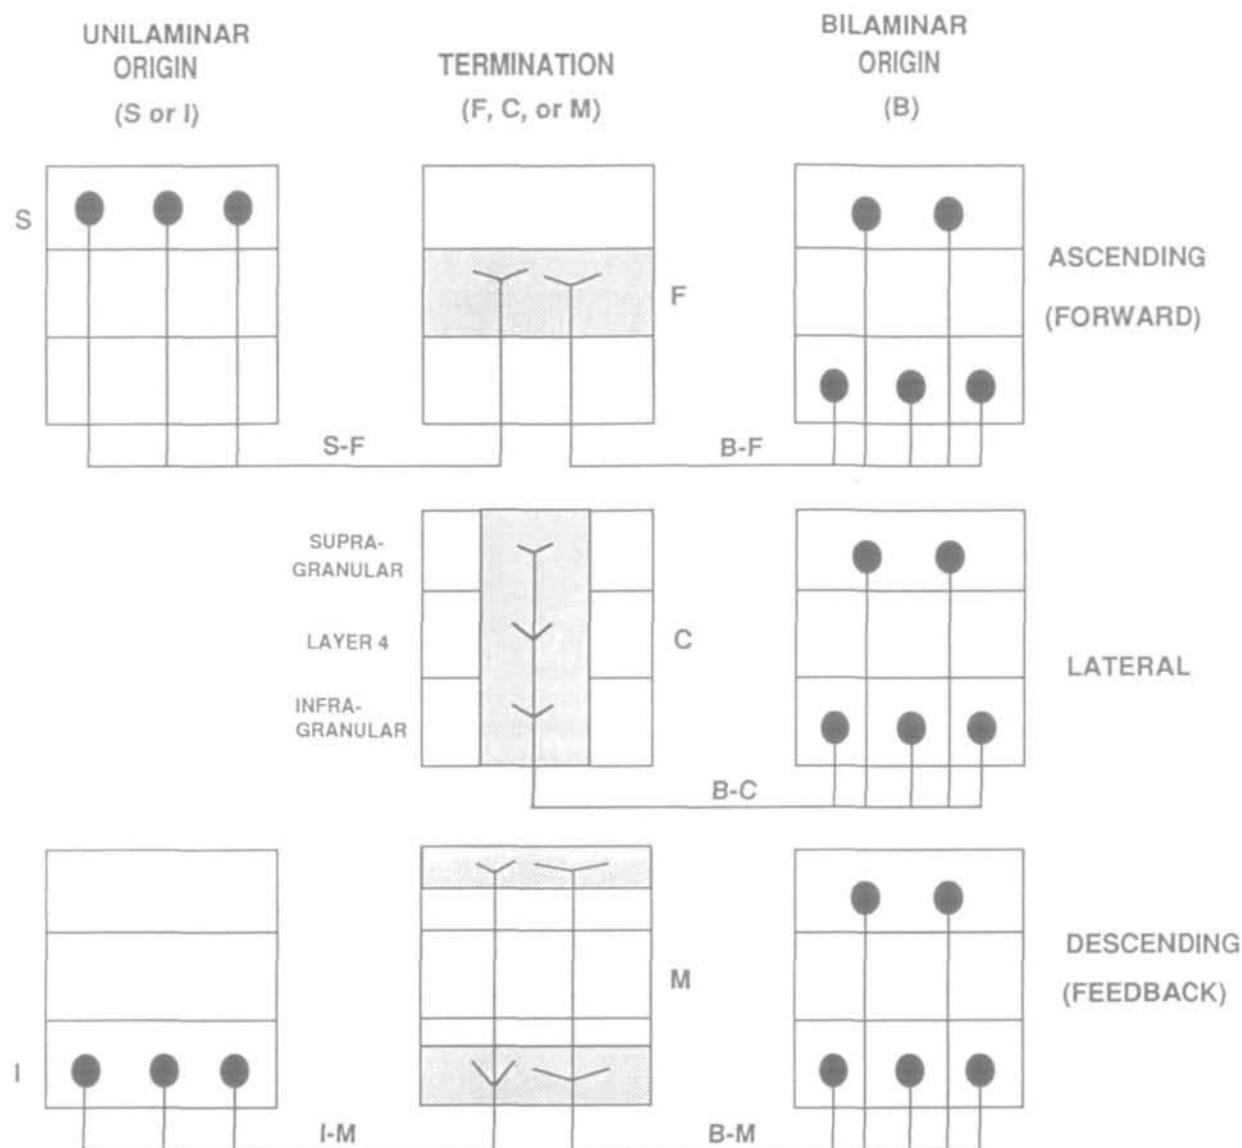 UNILAMINAR
ORIGIN
(S or I)
TERMINATION
(F, C, or M)
BILAMINAR
ORIGIN
(B)
S
F
ASCENDING
(FORWARD)
S-F
B-F
SUPRA-
GRANULAR
LAYER 4
INFRA-
GRANULAR
C
LATERAL
B-C
I
M
DESCENDING
(FEEDBACK)
I-M
B-M